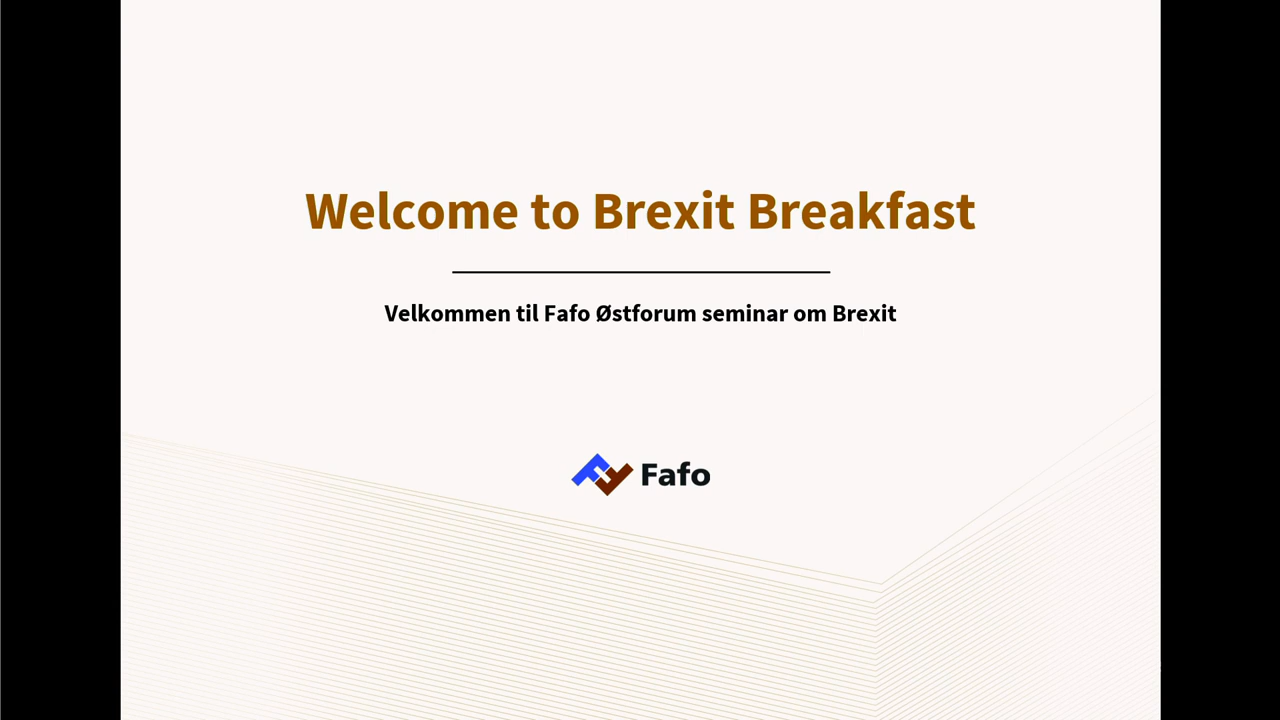 Welcome to Brexit Breakfast
Velkommen til Fafo Østforum seminar om Brexit
Fafo